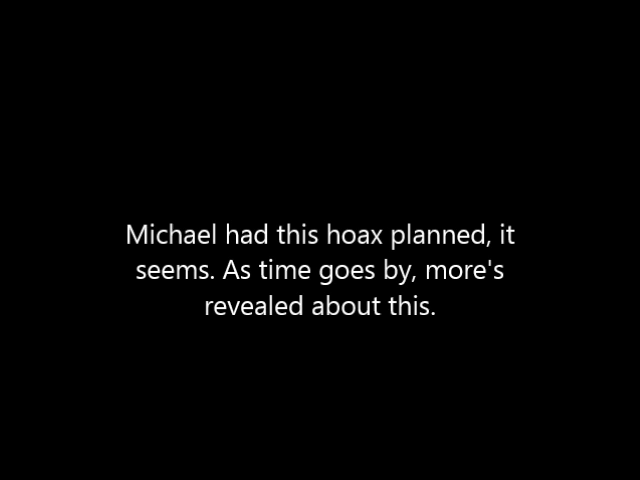 Michael had this hoax planned, it
seems. As time goes by, more's
revealed about this.